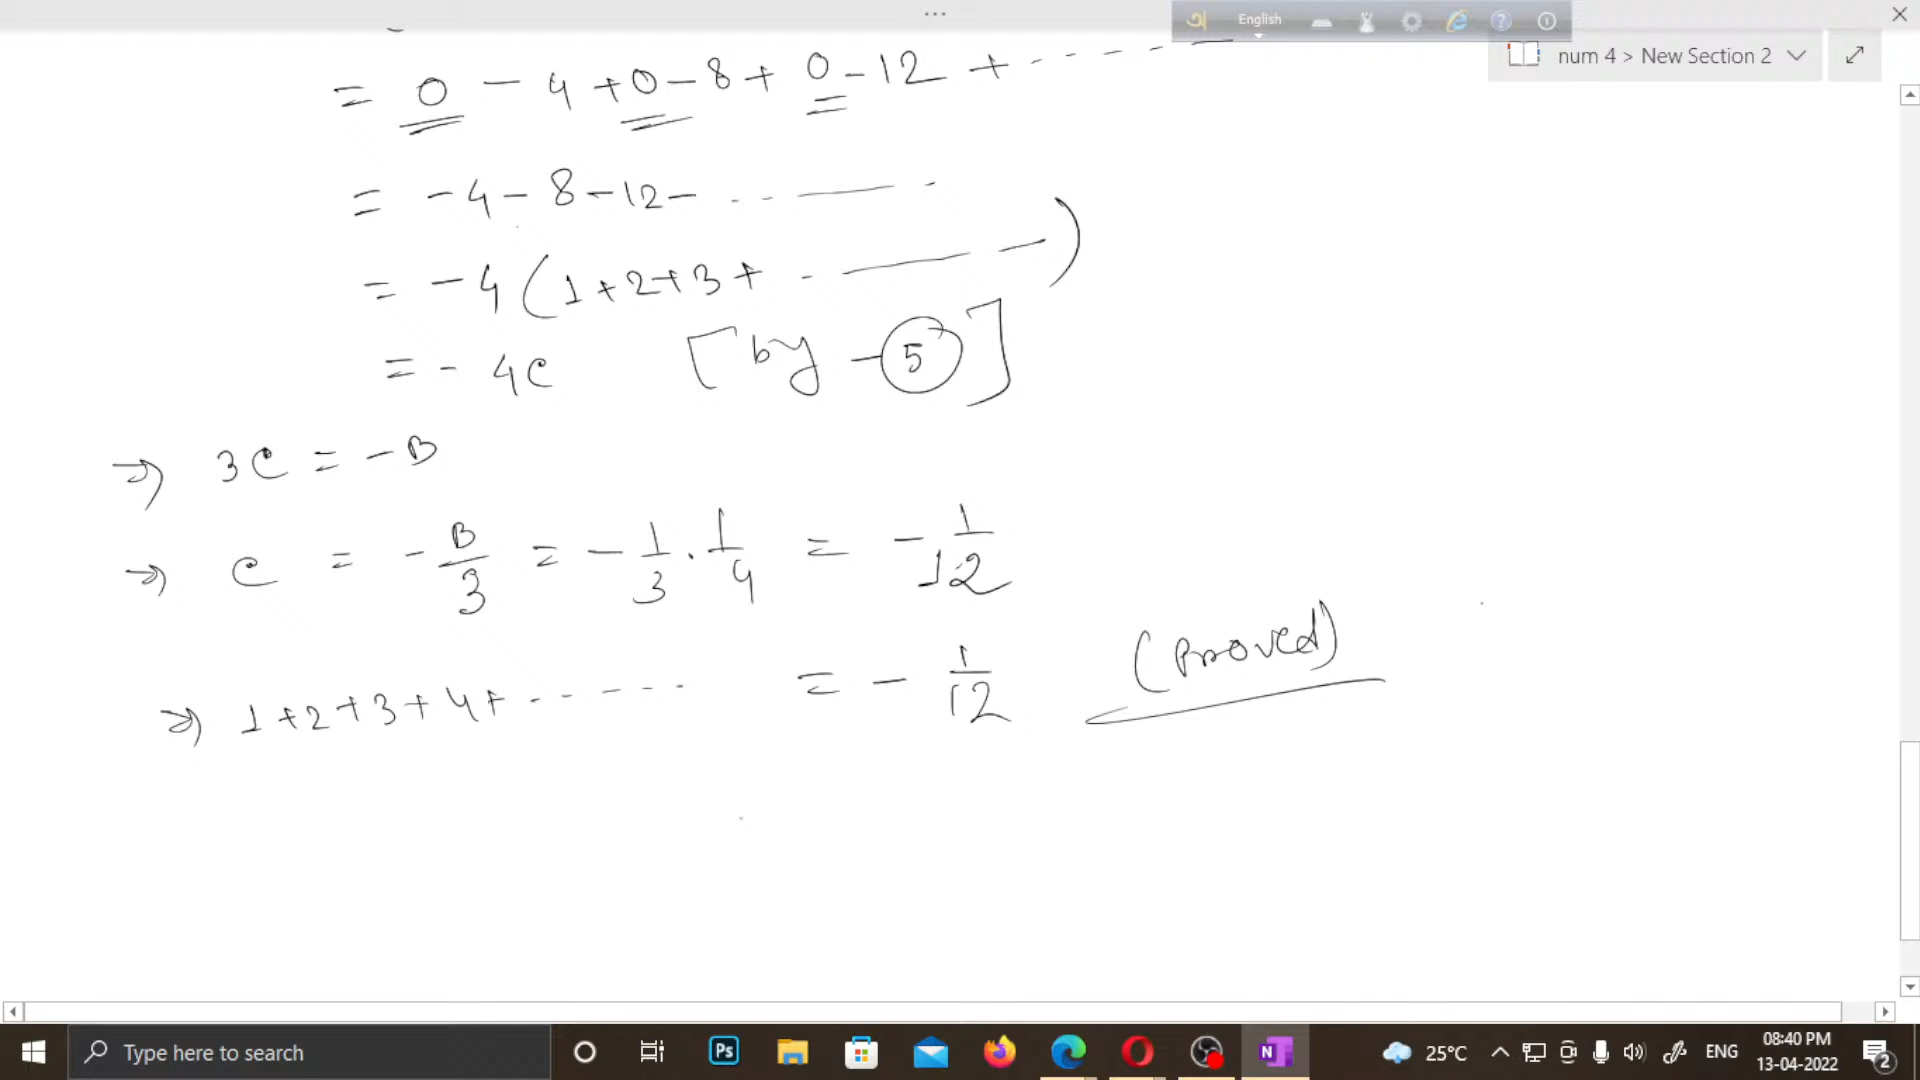 English
num 4 > New Section 2
= 0 - 4 + 0 - 8 + 0 - 12 + - - - - -
= - 4 - 8 - 12 - - - ——— -
= - 4 ( 1 + 2 + 3 + - ——— — )
= - 4C [by - 5]
⇒ 3C = - B
⇒ C = - B/3 = - 1/3 . 1/4 = - 1/12
⇒ 1 + 2 + 3 + 4 + - - - - - - = - 1/12 (Proved)
Type here to search
Ps
N
25°C
ENG
08:40 PM
13-04-2022
2